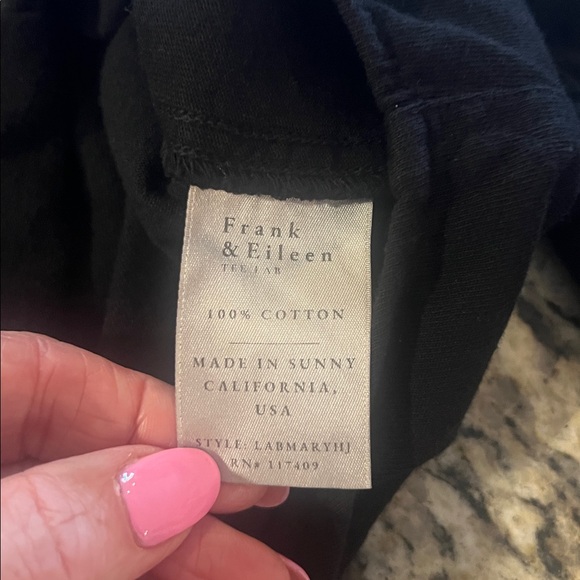 Frank
& Eileen
TEE LAB
100% COTTON
MADE IN SUNNY
CALIFORNIA,
USA
STYLE: LABMARYHJ
RN# 117409